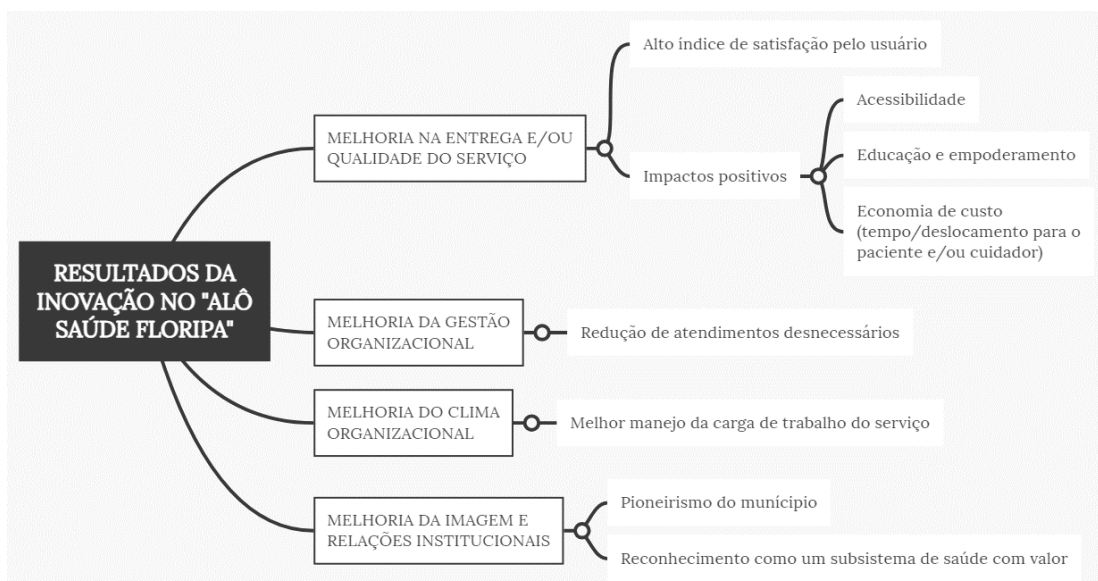 RESULTADOS DA
INOVAÇÃO NO "ALÔ
SAÚDE FLORIPA"
MELHORIA NA ENTREGA E/OU
QUALIDADE DO SERVIÇO
Alto índice de satisfação pelo usuário
Impactos positivos
Acessibilidade
Educação e empoderamento
Economia de custo
(tempo/deslocamento para o
paciente e/ou cuidador)
MELHORIA DA GESTÃO
ORGANIZACIONAL
Redução de atendimentos desnecessários
MELHORIA DO CLIMA
ORGANIZACIONAL
Melhor manejo da carga de trabalho do serviço
MELHORIA DA IMAGEM E
RELAÇÕES INSTITUCIONAIS
Pioneirismo do munícipio
Reconhecimento como um subsistema de saúde com valor